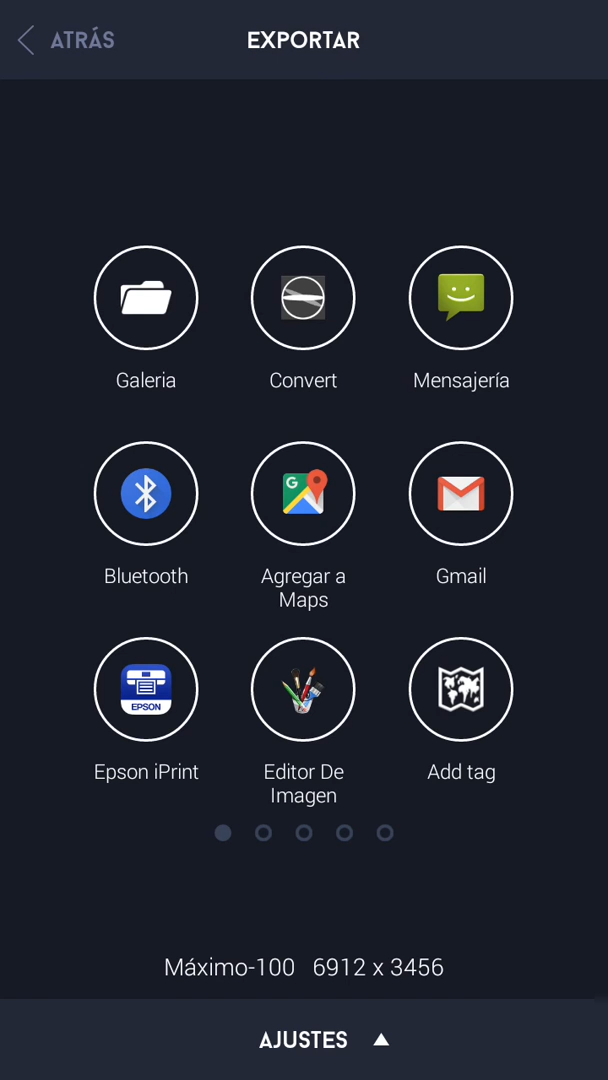 ATRÁS
EXPORTAR
Galeria
Convert
Mensajería
G
Bluetooth
Agregar a
Maps
Gmail
EPSON
Epson iPrint
Editor De
Imagen
Add tag
Máximo-100 6912 x 3456
AJUSTES